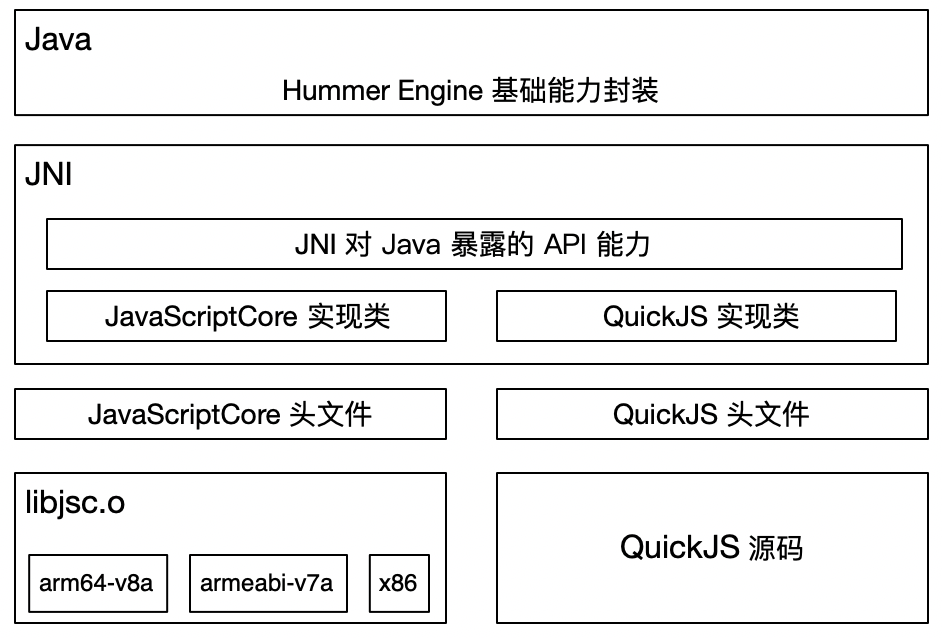 Java
Hummer Engine 基础能力封装
JNI
JNI 对 Java 暴露的 API 能力
JavaScriptCore 实现类
QuickJS 实现类
JavaScriptCore 头文件
QuickJS 头文件
libjsc.o
arm64-v8a
armeabi-v7a
x86
QuickJS 源码